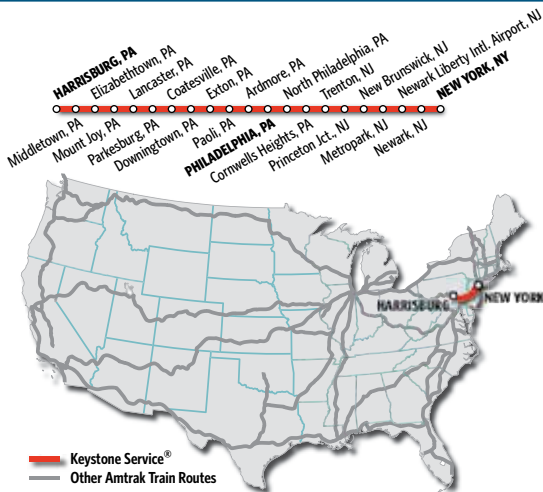 HARRISBURG, PA
Elizabethtown, PA
Lancaster, PA
Coatesville, PA
Exton, PA
Ardmore, PA
North Philadelphia, PA
Trenton, NJ
New Brunswick, NJ
Newark Liberty Intl. Airport, NJ
NEW YORK, NY
Middletown, PA
Mount Joy, PA
Parkesburg, PA
Downingtown, PA
Paoli, PA
PHILADELPHIA, PA
Cornwells Heights, PA
Princeton Jct., NJ
Metropark, NJ
Newark, NJ
HARRISBURG
NEW YORK
Keystone Service®
Other Amtrak Train Routes